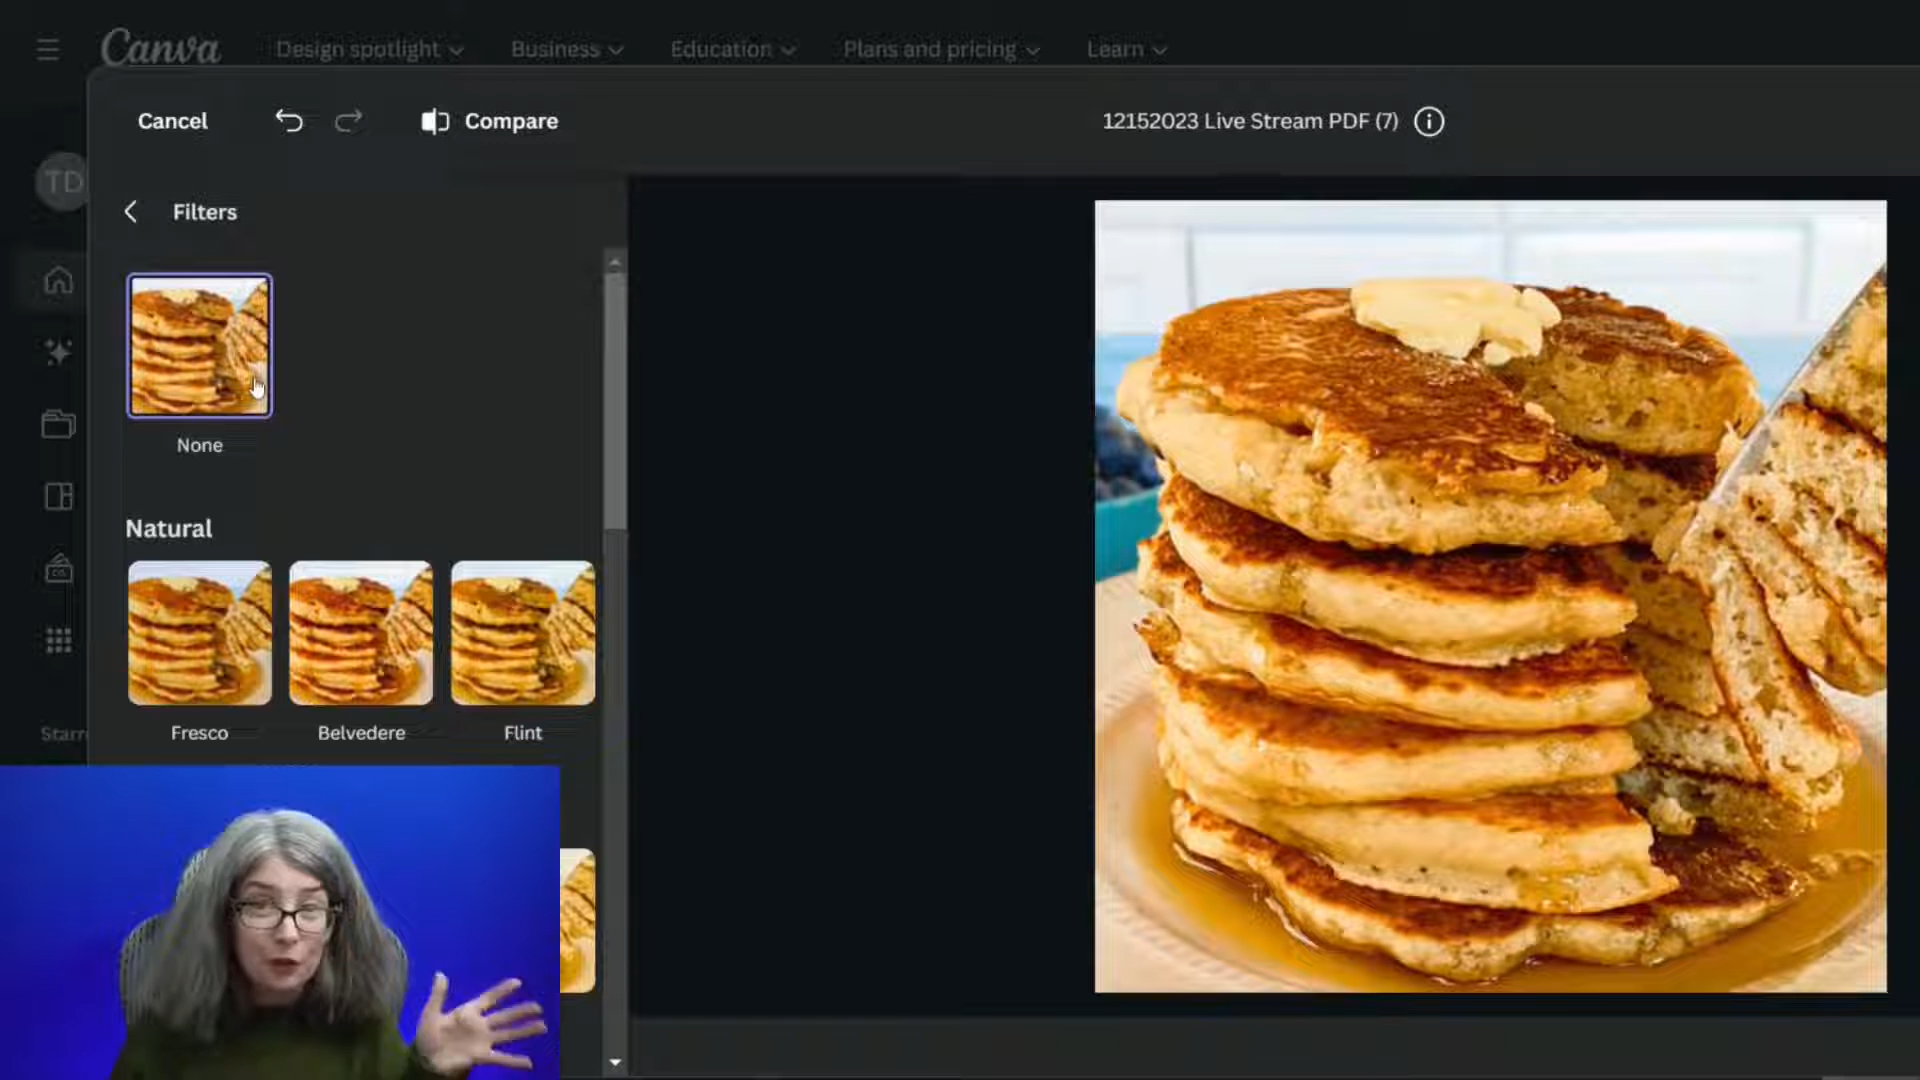 Canva Design spotlight Business Education Plans and pricing Learn
Cancel Compare 12152023 Live Stream PDF (7)
TD
Filters
None
Natural
Fresco Belvedere Flint